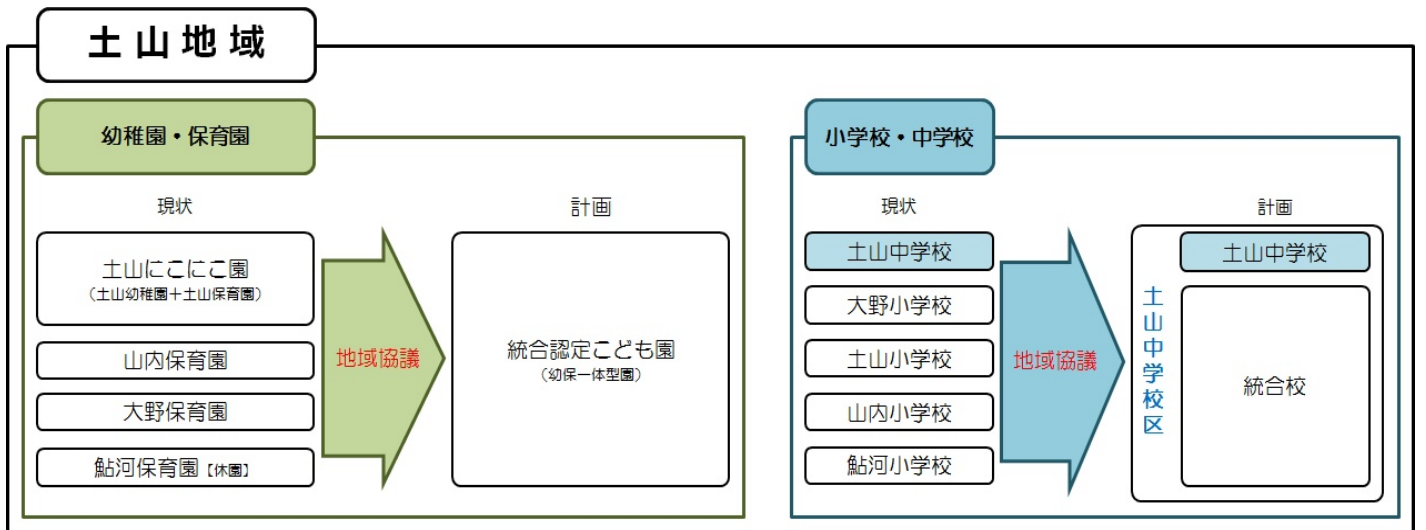 土山地域
幼稚園・保育園
現状
計画
土山にこにこ園
（土山幼稚園＋土山保育園）
山内保育園
大野保育園
鮎河保育園【休園】
地域協議
統合認定こども園
（幼保一体型園）
小学校・中学校
現状
計画
土山中学校
大野小学校
土山小学校
山内小学校
鮎河小学校
地域協議
土山中学校区
土山中学校
統合校